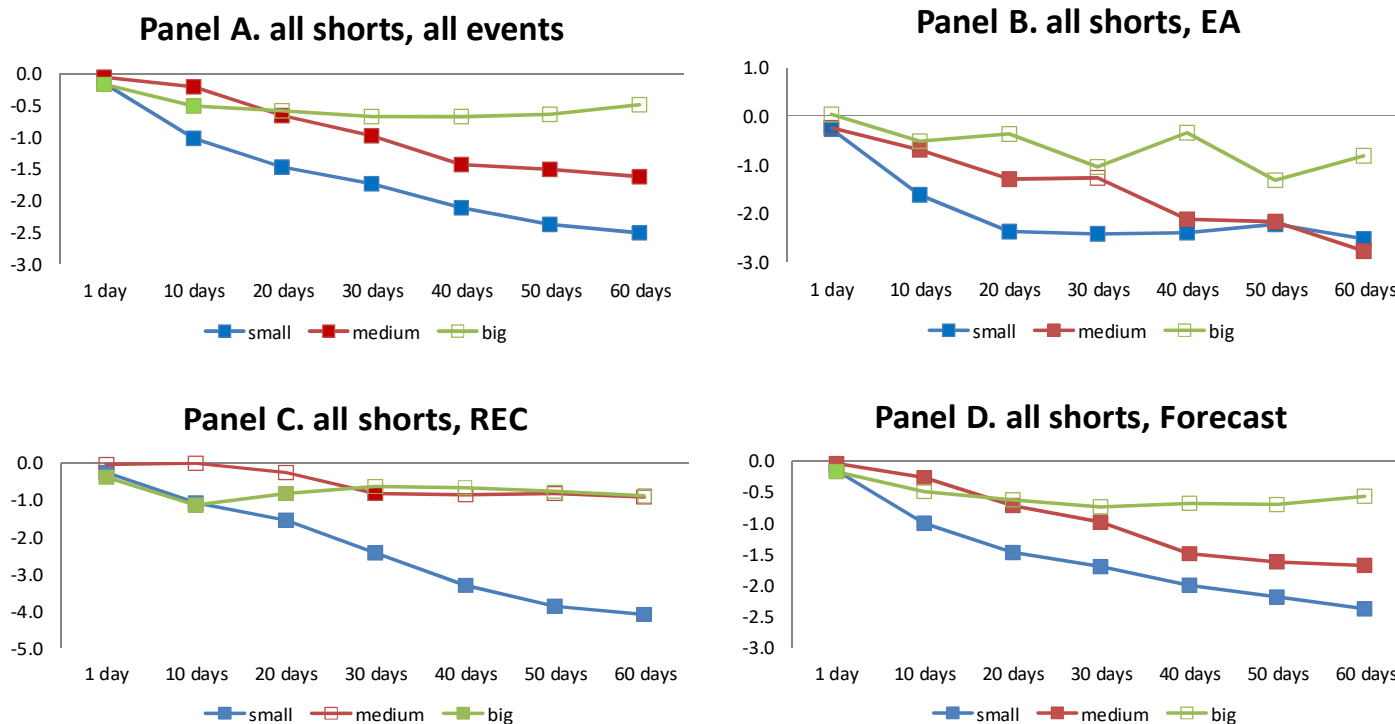 Panel A. all shorts, all events
0.0
-0.5
-1.0
-1.5
-2.0
-2.5
-3.0
1 day 10 days 20 days 30 days 40 days 50 days 60 days
small medium big
Panel B. all shorts, EA
1.0
0.0
-1.0
-2.0
-3.0
1 day 10 days 20 days 30 days 40 days 50 days 60 days
small medium big
Panel C. all shorts, REC
0.0
-1.0
-2.0
-3.0
-4.0
-5.0
1 day 10 days 20 days 30 days 40 days 50 days 60 days
small medium big
Panel D. all shorts, Forecast
0.0
-0.5
-1.0
-1.5
-2.0
-2.5
-3.0
1 day 10 days 20 days 30 days 40 days 50 days 60 days
small medium big